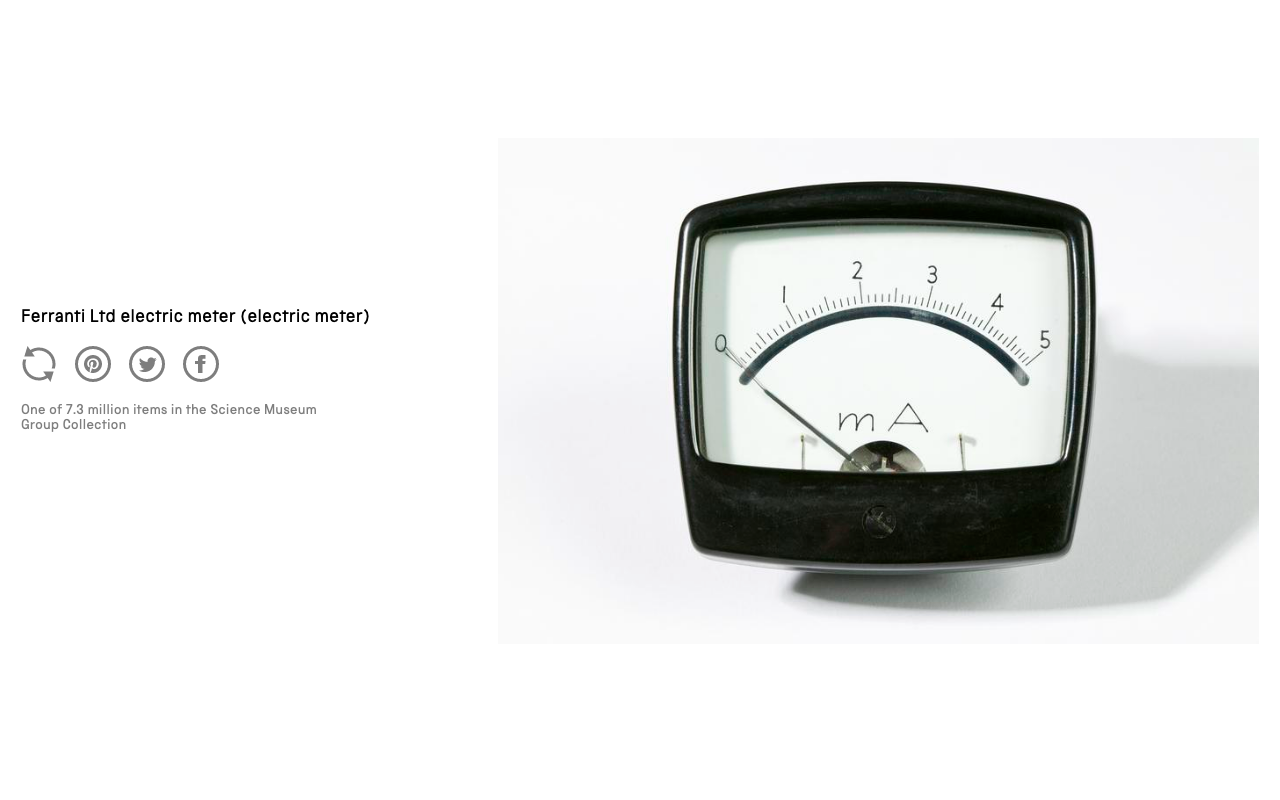 Ferranti Ltd electric meter (electric meter)
One of 7.3 million items in the Science Museum
Group Collection
0 1 2 3 4 5
mA